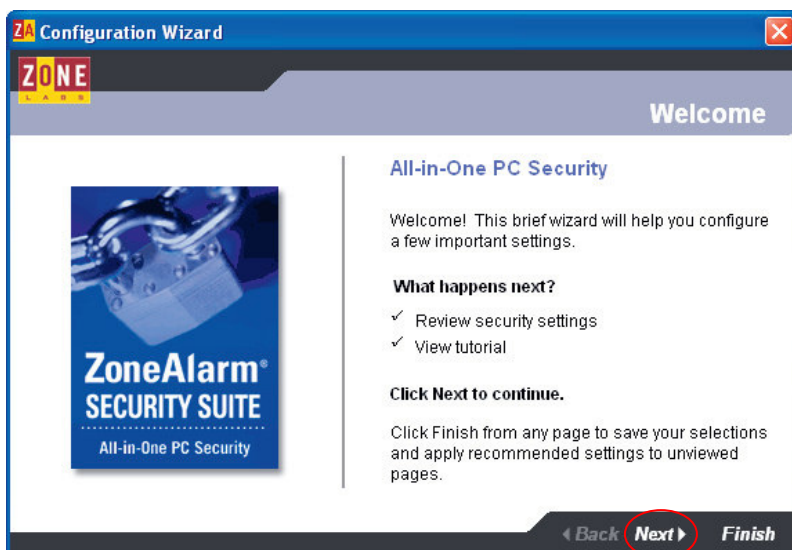 ZA Configuration Wizard
ZONE
LABS
Welcome
ZoneAlarm®
SECURITY SUITE
All-in-One PC Security
All-in-One PC Security
Welcome! This brief wizard will help you configure
a few important settings.
What happens next?
✓ Review security settings
✓ View tutorial
Click Next to continue.
Click Finish from any page to save your selections
and apply recommended settings to unviewed
pages.
Back Next Finish